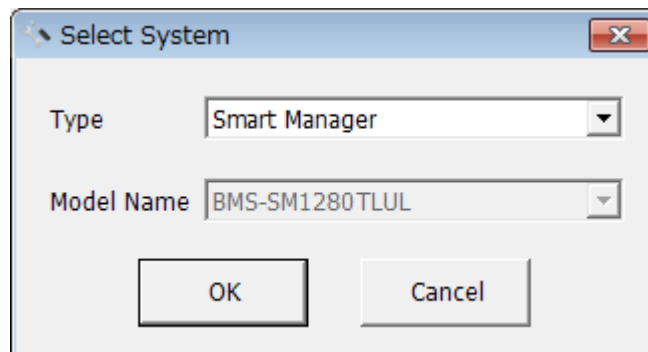 Select System
Type Smart Manager
Model Name BMS-SM1280TLUL
OK Cancel